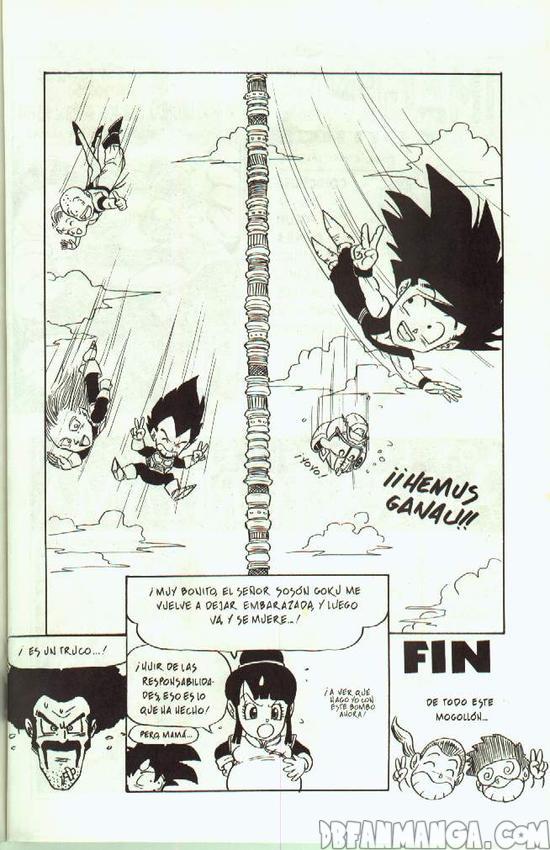 ¡YOYO!
¡¡HEMUS
GANAU!!
¡MUY BONITO, EL SEÑOR SOSÓN GOKU ME
VUELVE A DEJAR EMBARAZADA, Y LUEGO
VA, Y SE MUERE...!
¡ ES UN TRUCO...!
¡HUIR DE LAS
RESPONSABILIDA-
DES, ESO ES LO
QUE HA HECHO!
PERO, MAMÁ...
¡A VER, QUE
HAGO YO CON
ESTE BOMBO
AHORA!
FIN
DE TODO ESTE
MOGOLLÓN...
DBFANMANGA.COM